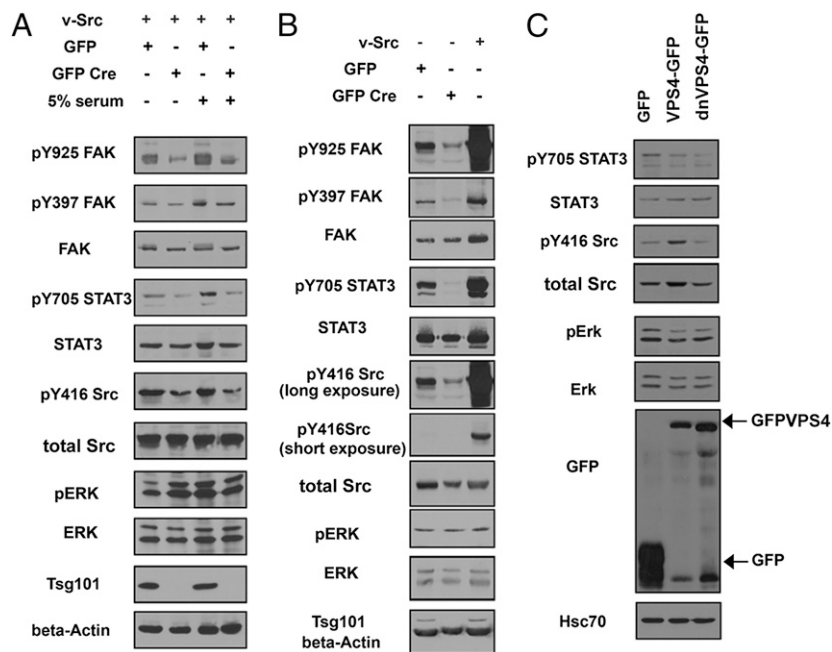 A
v-Src + + + +
GFP + - + -
GFP Cre - + - +
5% serum - - + +
pY925 FAK
pY397 FAK
FAK
pY705 STAT3
STAT3
pY416 Src
total Src
pERK
ERK
Tsg101
beta-Actin
B
v-Src - - +
GFP + -
GFP Cre - + -
pY925 FAK
pY397 FAK
FAK
pY705 STAT3
STAT3
pY416 Src
(long exposure)
pY416Src
(short exposure)
total Src
pERK
ERK
Tsg101
beta-Actin
C
GFP
VPS4-GFP
dnVPS4-GFP
pY705 STAT3
STAT3
pY416 Src
total Src
pErk
Erk
GFP
GFPVPS4
GFP
Hsc70